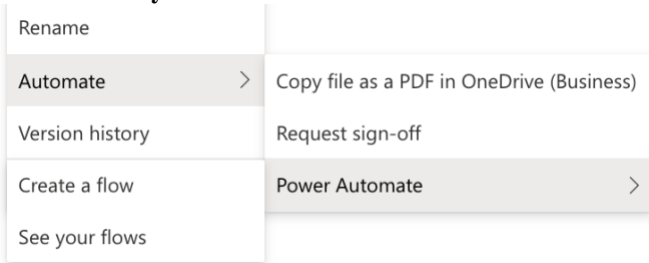 Rename
Automate
Copy file as a PDF in OneDrive (Business)
Version history
Request sign-off
Create a flow
Power Automate
See your flows